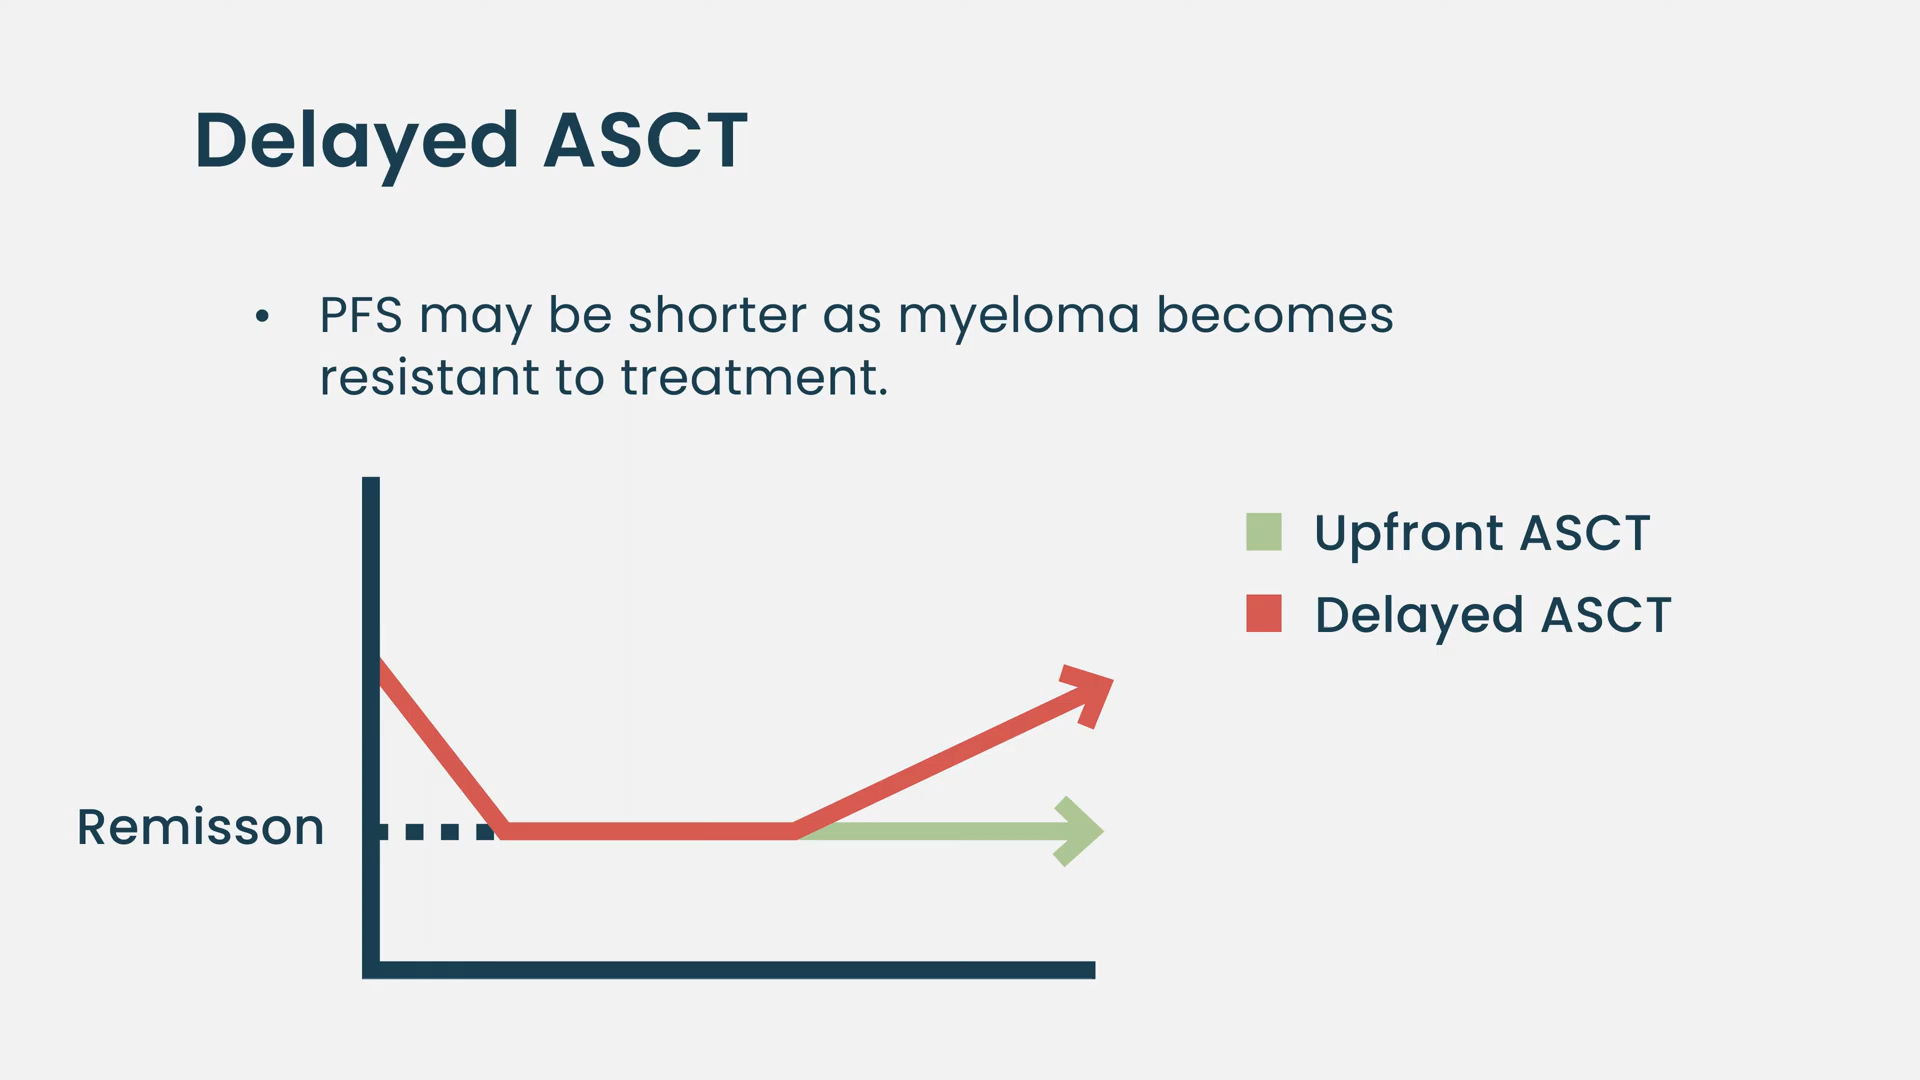 Delayed ASCT
• PFS may be shorter as myeloma becomes
resistant to treatment.
Upfront ASCT
Delayed ASCT
Remisson